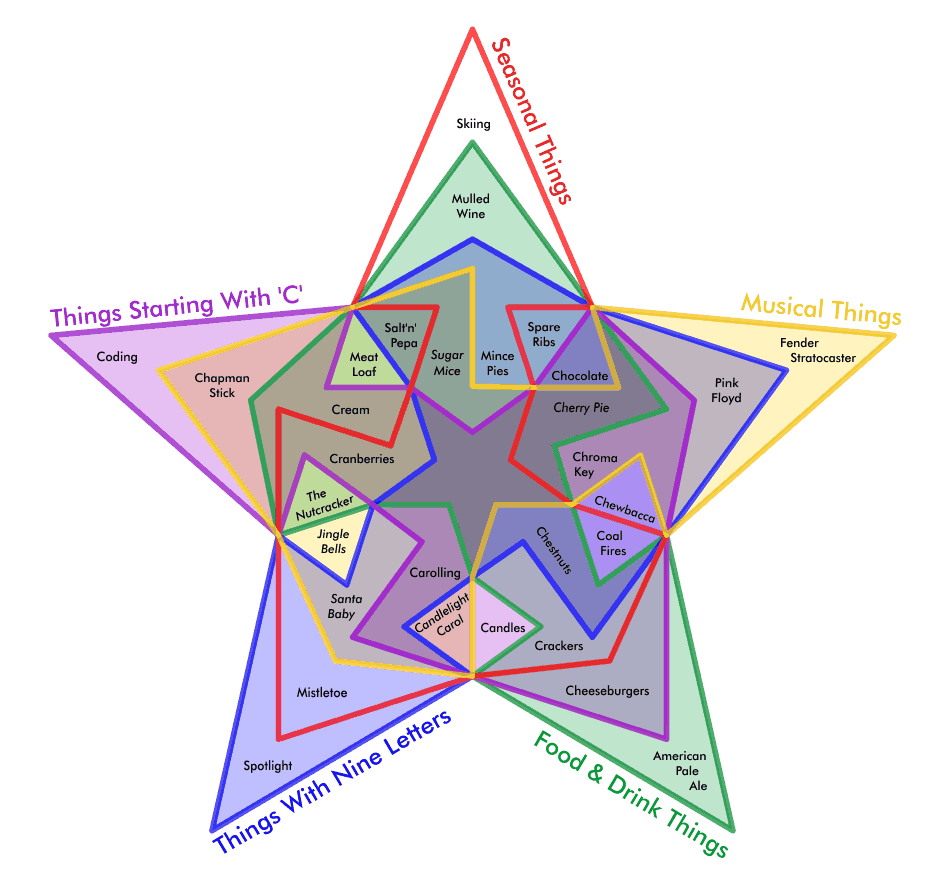 Seasonal Things
Skiing
Mulled
Wine
Things Starting With 'C'
Musical Things
Coding
Fender
Stratocaster
Salt'n'
Pepa
Spare
Ribs
Meat
Loaf
Sugar
Mice
Mince
Pies
Chocolate
Chapman
Stick
Pink
Floyd
Cream
Cherry Pie
Cranberries
Chroma
Key
The
Nutcracker
Chewbacca
Jingle
Bells
Coal
Fires
Chestnuts
Carolling
Santa
Baby
Candlelight
Carol
Candles
Crackers
Mistletoe
Cheeseburgers
Spotlight
American
Pale
Ale
Things With Nine Letters
Food & Drink Things